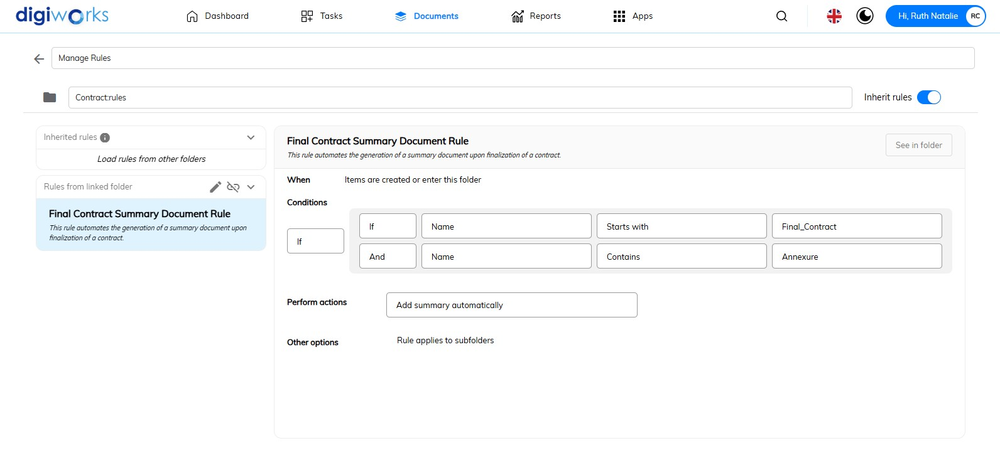 digiworks
Dashboard
Tasks
Documents
Reports
Apps
Hi, Ruth Natalie
RC
Manage Rules
Contract:rules
Inherit rules
Inherited rules
Load rules from other folders
Rules from linked folder
Final Contract Summary Document Rule
This rule automates the generation of a summary document upon
finalization of a contract.
Final Contract Summary Document Rule
This rule automates the generation of a summary document upon finalization of a contract.
See in folder
When Items are created or enter this folder
Conditions
If
If Name Starts with Final_Contract
And Name Contains Annexure
Perform actions Add summary automatically
Other options Rule applies to subfolders